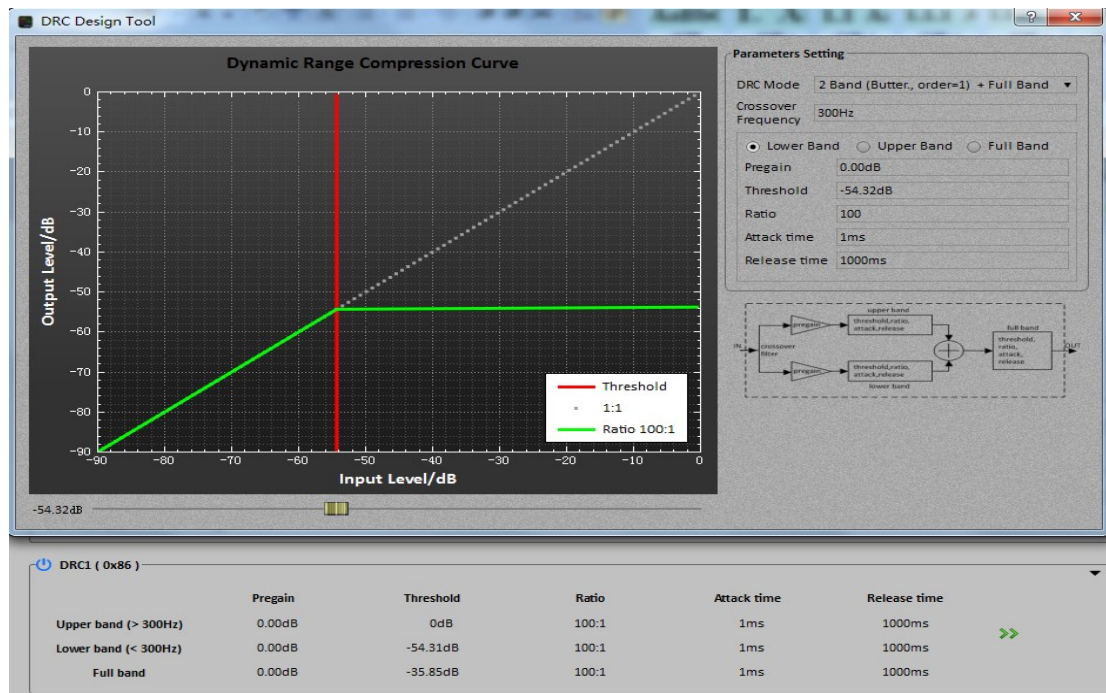 DRC Design Tool
?
x
Dynamic Range Compression Curve
Output Level/dB
0
-10
-20
-30
-40
-50
-60
-70
-80
-90
-90
-80
-70
-60
-50
-40
-30
-20
-10
0
Input Level/dB
Threshold
1:1
Ratio 100:1
-54.32dB
Parameters Setting
DRC Mode 2 Band (Butter., order=1) + Full Band
Crossover
Frequency
300Hz
Lower Band Upper Band Full Band
Pregain 0.00dB
Threshold -54.32dB
Ratio 100
Attack time 1ms
Release time 1000ms
upper band
pregain
threshold,ratio,
attack,release
IN
crossover
filter
pregain
threshold,ratio,
attack,release
lower band
full band
threshold,
ratio,
attack,
release
OUT
DRC1 ( 0x86 )
Pregain Threshold Ratio Attack time Release time
Upper band (> 300Hz) 0.00dB 0dB 100:1 1ms 1000ms
Lower band (< 300Hz) 0.00dB -54.31dB 100:1 1ms 1000ms
Full band 0.00dB -35.85dB 100:1 1ms 1000ms
>>